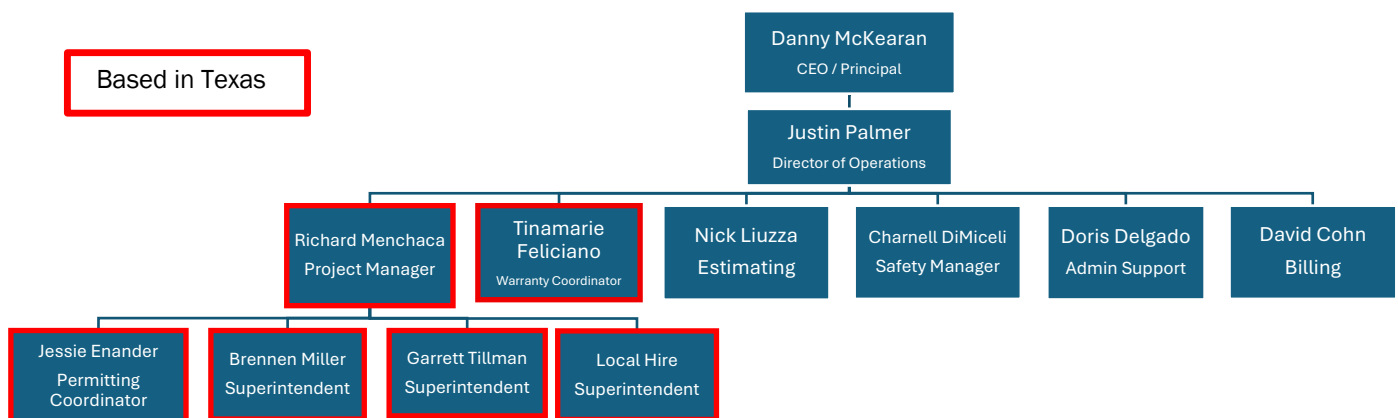 Based in Texas
Danny McKearan
CEO / Principal
Justin Palmer
Director of Operations
Richard Menchaca
Project Manager
Tinamarie
Feliciano
Warranty Coordinator
Nick Liuzza
Estimating
Charnell DiMiceli
Safety Manager
Doris Delgado
Admin Support
David Cohn
Billing
Jessie Enander
Permitting
Coordinator
Brennen Miller
Superintendent
Garrett Tillman
Superintendent
Local Hire
Superintendent